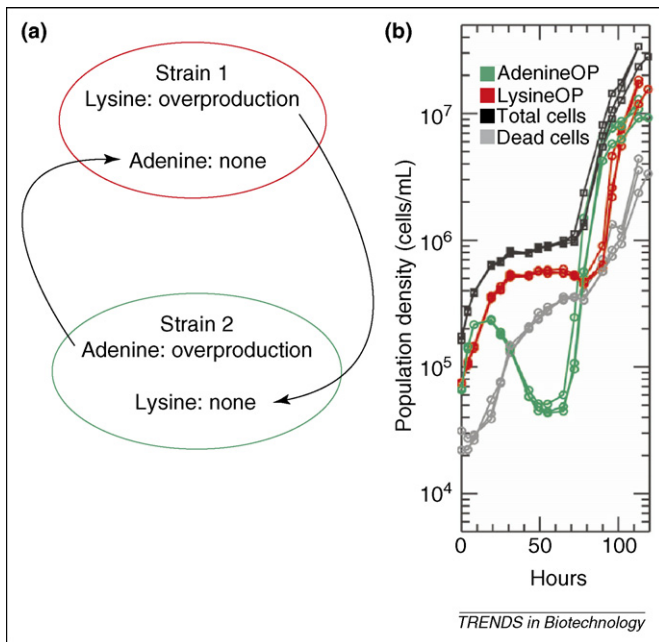 (a)
Strain 1
Lysine: overproduction
Adenine: none
Strain 2
Adenine: overproduction
Lysine: none
(b)
AdenineOP
LysineOP
Total cells
Dead cells
Population density (cells/mL)
10^7
10^6
10^5
10^4
0 50 100
Hours
TRENDS in Biotechnology